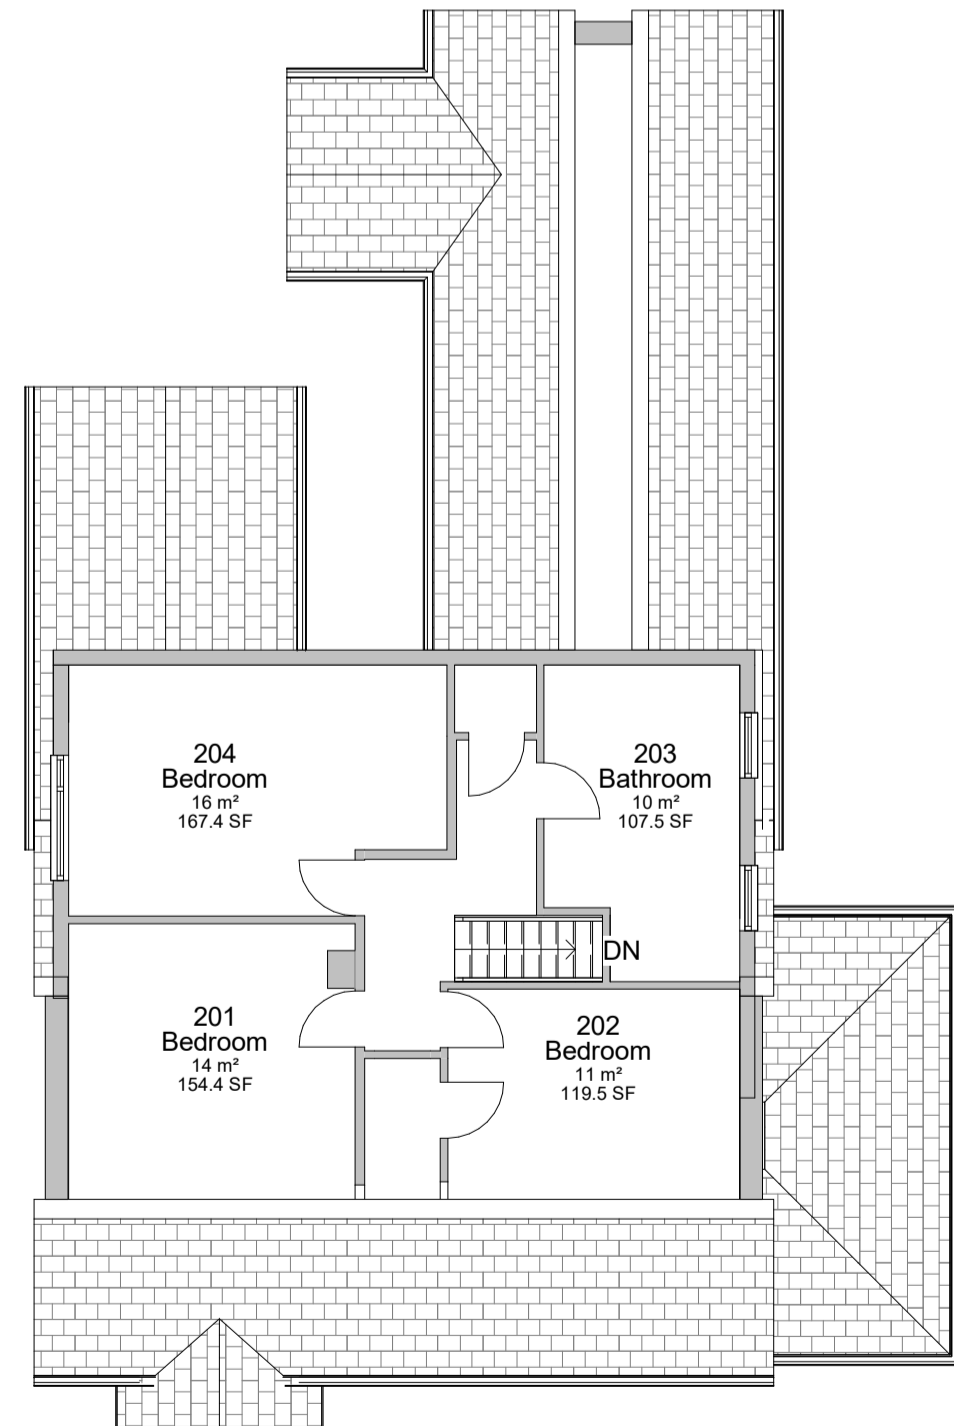 204
Bedroom
16 m²
167.4 SF
203
Bathroom
10 m²
107.5 SF
DN
201
Bedroom
14 m²
154.4 SF
202
Bedroom
11 m²
119.5 SF